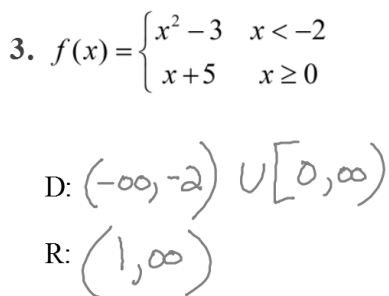 3. f(x) = { x² − 3   x < −2
x + 5   x ≥ 0
D: (-∞, -2) ∪ [0, ∞)
R: (1, ∞)